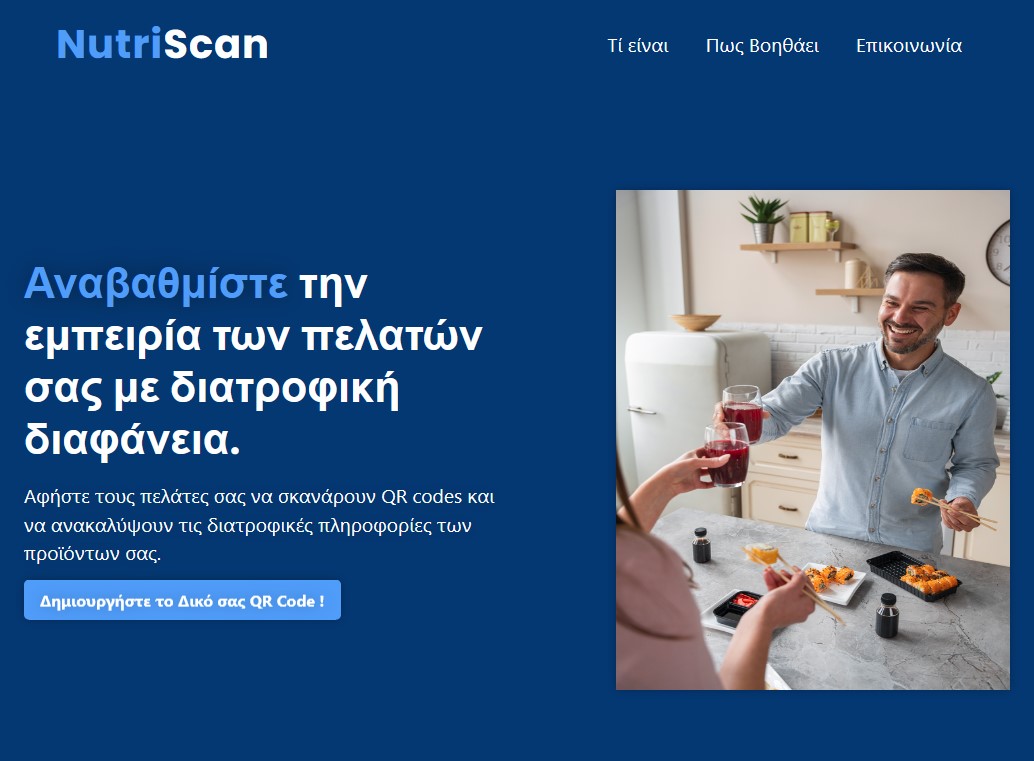 NutriScan
Τί είναι
Πως Βοηθάει
Επικοινωνία
Αναβαθμίστε την
εμπειρία των πελατών
σας με διατροφική
διαφάνεια.
Αφήστε τους πελάτες σας να σκανάρουν QR codes και
να ανακαλύψουν τις διατροφικές πληροφορίες των
προϊόντων σας.
Δημιουργήστε το Δικό σας QR Code !